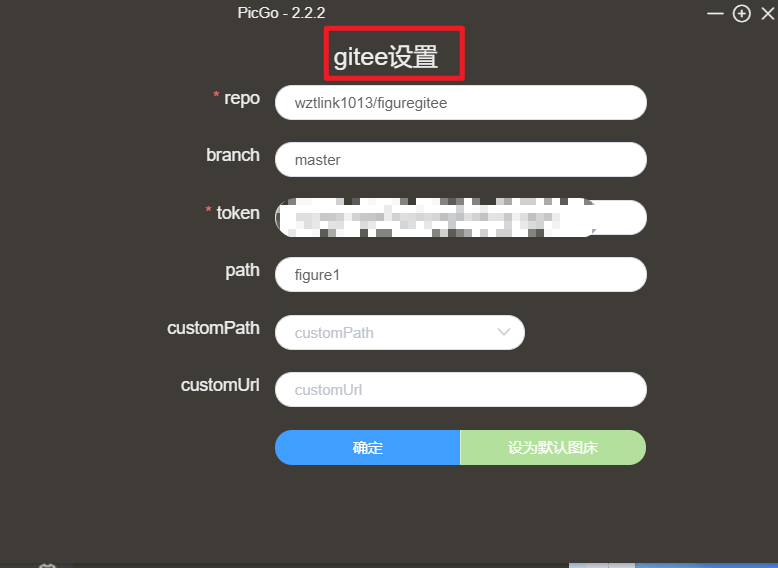 PicGo - 2.2.2
gitee设置
* repo
wztlink1013/figuregitee
branch
master
* token
path
figure1
customPath
customPath
customUrl
customUrl
确定
设为默认图床